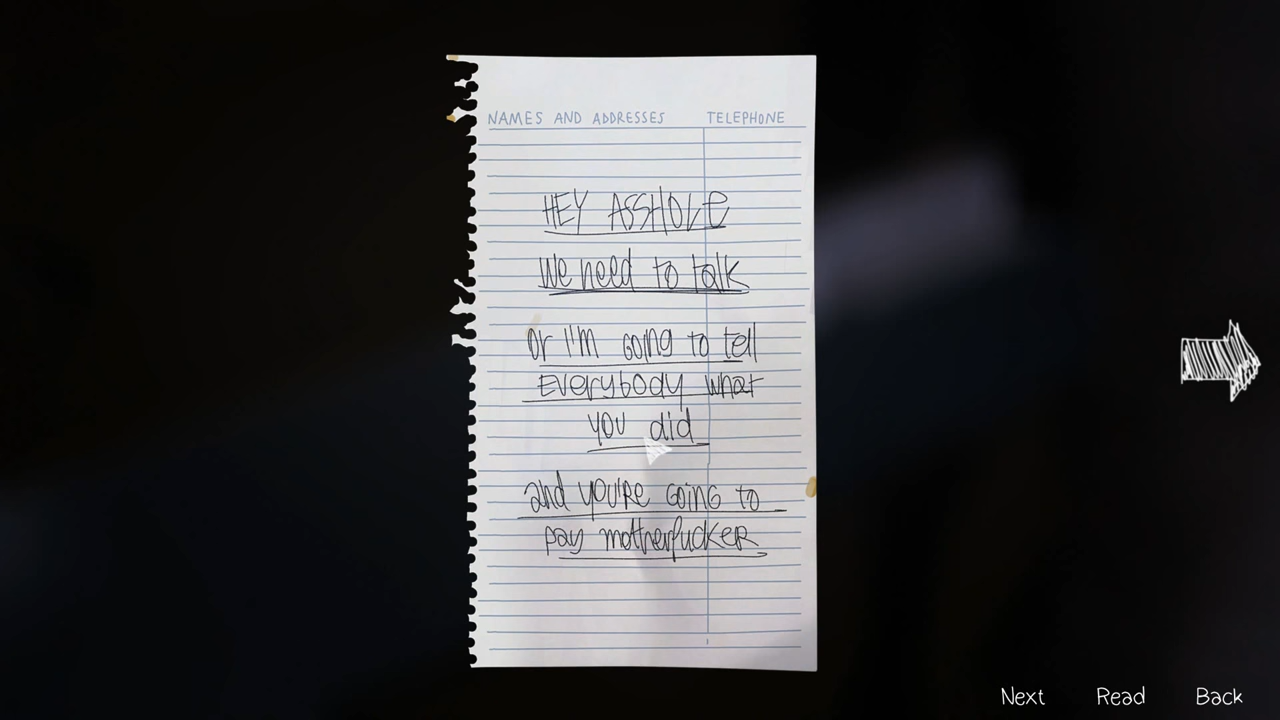 NAMES AND ADDRESSES TELEPHONE
HEY ASSHOLE
We need to talk
Or I'm going to tell
Everybody what
you did
and you're going to
pay motherfucker
Next Read Back